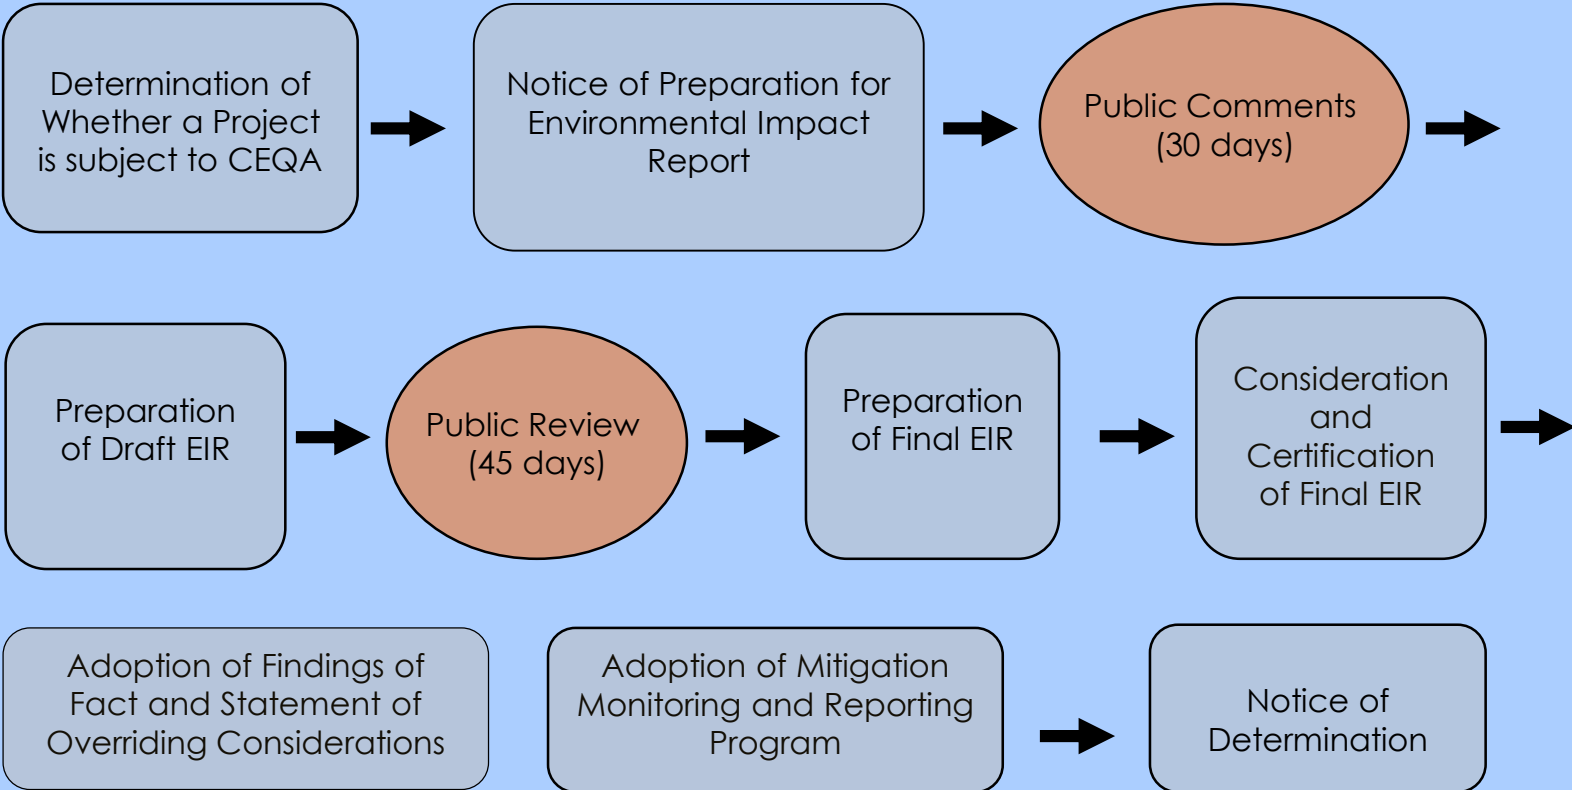 Determination of
Whether a Project
is subject to CEQA
Notice of Preparation for
Environmental Impact
Report
Public Comments
(30 days)
Preparation
of Draft EIR
Public Review
(45 days)
Preparation
of Final EIR
Consideration
and
Certification
of Final EIR
Adoption of Findings of
Fact and Statement of
Overriding Considerations
Adoption of Mitigation
Monitoring and Reporting
Program
Notice of
Determination